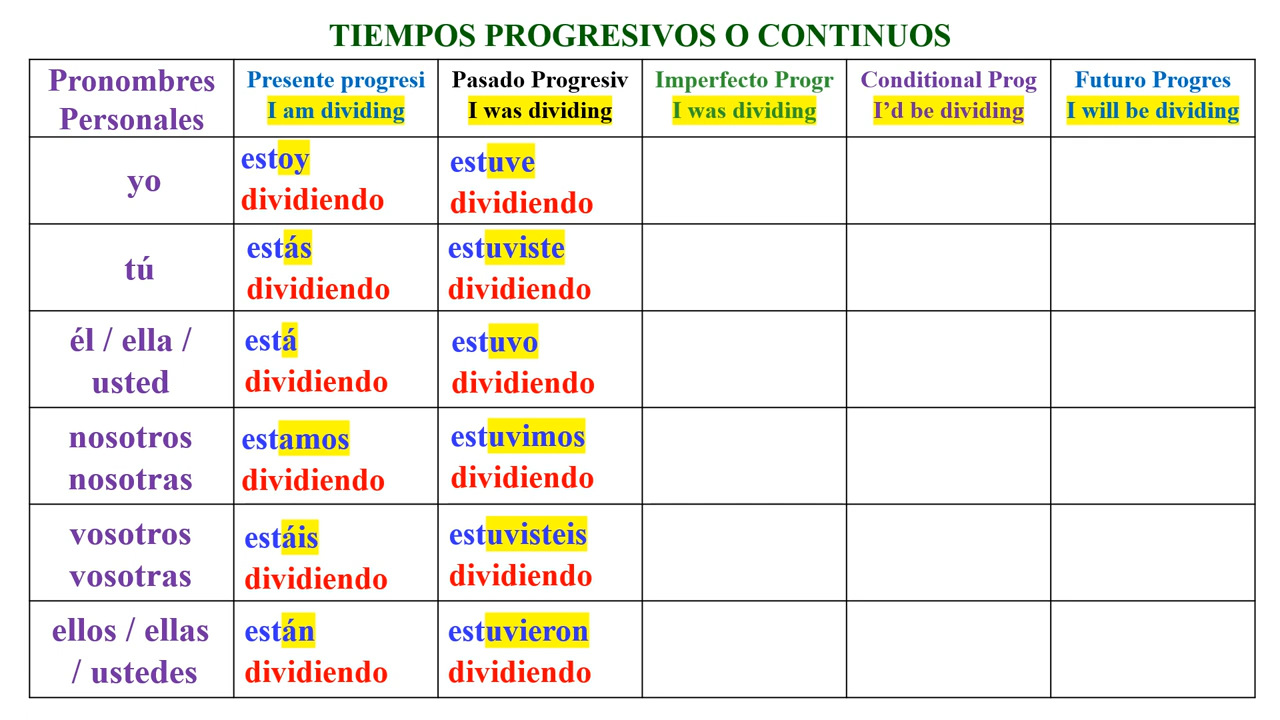 TIEMPOS PROGRESIVOS O CONTINUOS
Pronombres
Personales
Presente progresi
I am dividing
Pasado Progresiv
I was dividing
Imperfecto Progr
I was dividing
Conditional Prog
I'd be dividing
Futuro Progres
I will be dividing
yo
estoy
dividiendo
estuve
dividiendo
tú
estás
dividiendo
estuviste
dividiendo
él / ella /
usted
está
dividiendo
estuvo
dividiendo
nosotros
nosotras
estamos
dividiendo
estuvimos
dividiendo
vosotros
vosotras
estáis
dividiendo
estuvisteis
dividiendo
ellos / ellas
/ ustedes
están
dividiendo
estuvieron
dividiendo